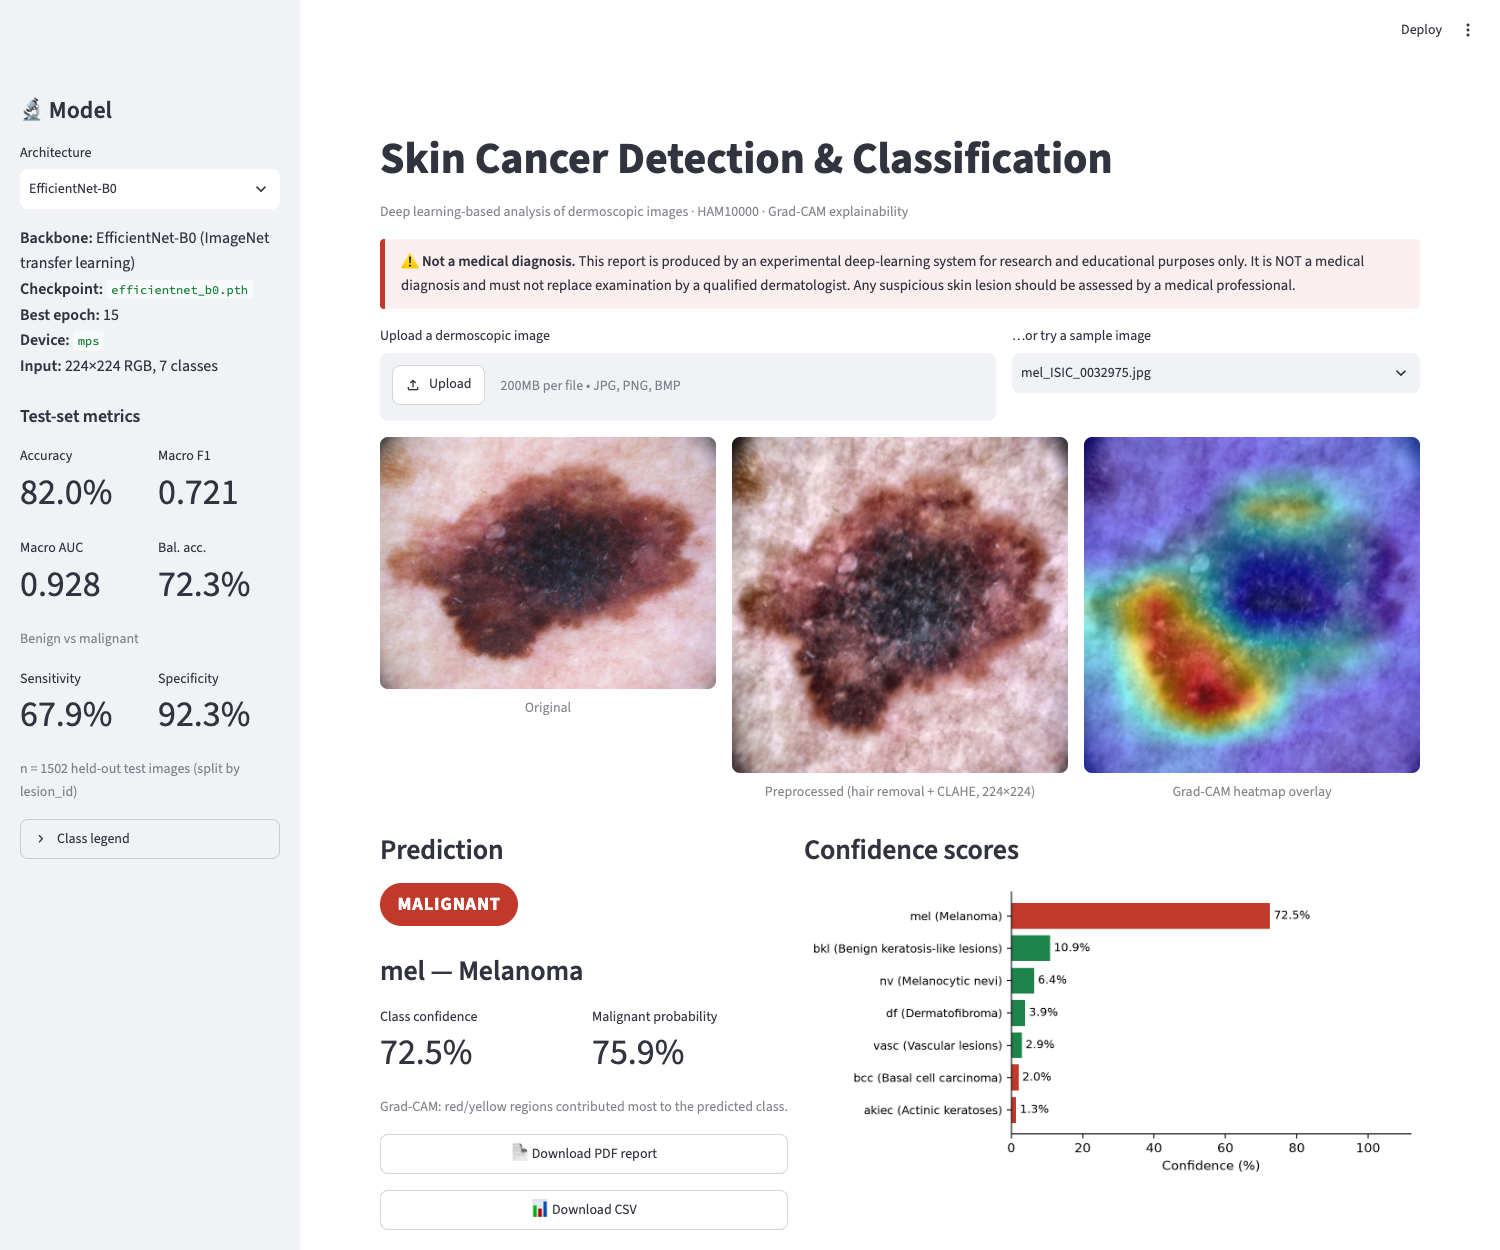 Deploy
🔬 Model
Architecture
EfficientNet-B0
Backbone: EfficientNet-B0 (ImageNet
transfer learning)
Checkpoint: efficientnet_b0.pth
Best epoch: 15
Device: mps
Input: 224×224 RGB, 7 classes
Test-set metrics
Accuracy Macro F1
82.0% 0.721
Macro AUC Bal. acc.
0.928 72.3%
Benign vs malignant
Sensitivity Specificity
67.9% 92.3%
n = 1502 held-out test images (split by
lesion_id)
Class legend
Skin Cancer Detection & Classification
Deep learning-based analysis of dermoscopic images · HAM10000 · Grad-CAM explainability
⚠️ Not a medical diagnosis. This report is produced by an experimental deep-learning system for research and educational purposes only. It is NOT a medical
diagnosis and must not replace examination by a qualified dermatologist. Any suspicious skin lesion should be assessed by a medical professional.
Upload a dermoscopic image
Upload
200MB per file • JPG, PNG, BMP
…or try a sample image
mel_ISIC_0032975.jpg
Original
Preprocessed (hair removal + CLAHE, 224×224)
Grad-CAM heatmap overlay
Prediction
MALIGNANT
mel — Melanoma
Class confidence Malignant probability
72.5% 75.9%
Grad-CAM: red/yellow regions contributed most to the predicted class.
Download PDF report
Download CSV
Confidence scores
mel (Melanoma) 72.5%
bkl (Benign keratosis-like lesions) 10.9%
nv (Melanocytic nevi) 6.4%
df (Dermatofibroma) 3.9%
vasc (Vascular lesions) 2.9%
bcc (Basal cell carcinoma) 2.0%
akiec (Actinic keratoses) 1.3%
0 20 40 60 80 100
Confidence (%)